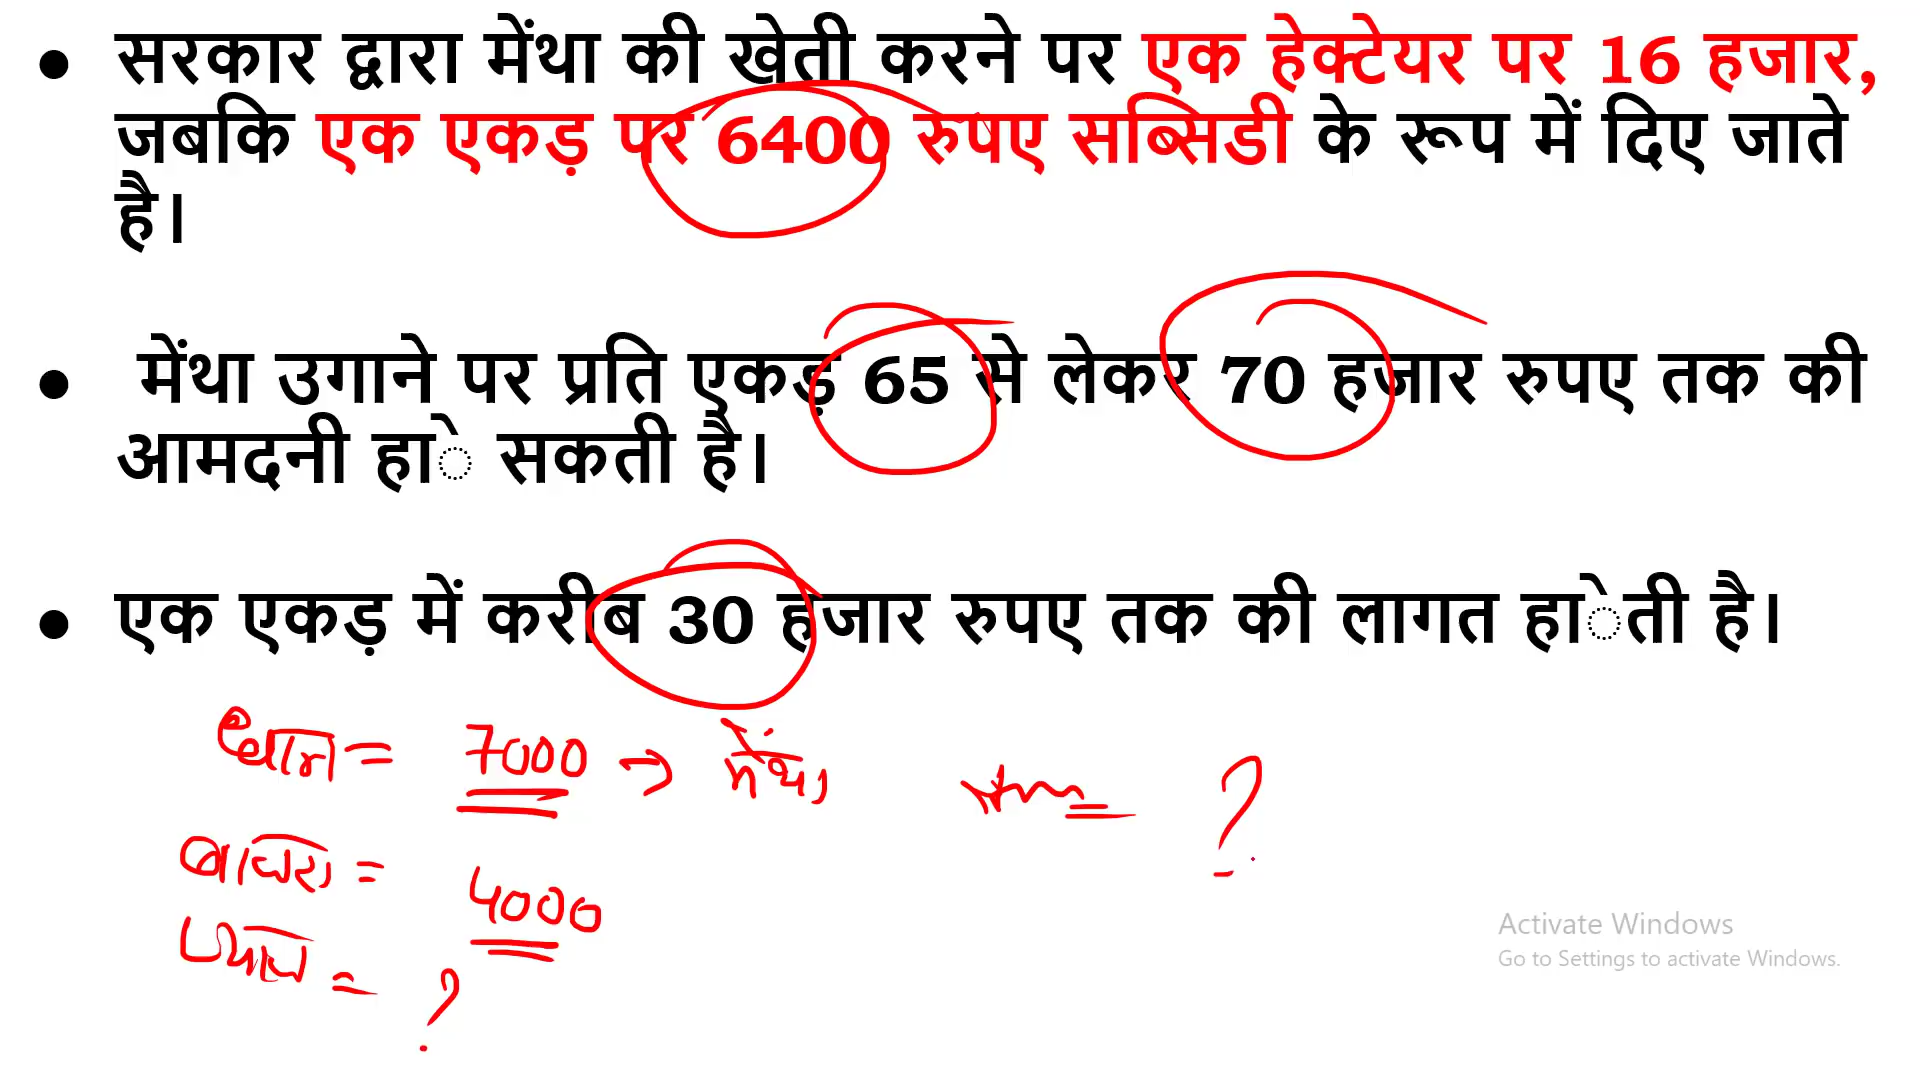 • सरकार द्वारा मेंथा की खेती करने पर एक हेक्टेयर पर 16 हजार,
जबकि एक एकड़ पर 6400 रुपए सब्सिडी के रूप में दिए जाते
है।
• मेंथा उगाने पर प्रति एकड़ 65 से लेकर 70 हजार रुपए तक की
आमदनी हाे सकती है।
• एक एकड़ में करीब 30 हजार रुपए तक की लागत हाेती है।
धान = 7000 → मेंथा ?
बाजरा = 4000
प्याज = ?
Activate Windows
Go to Settings to activate Windows.